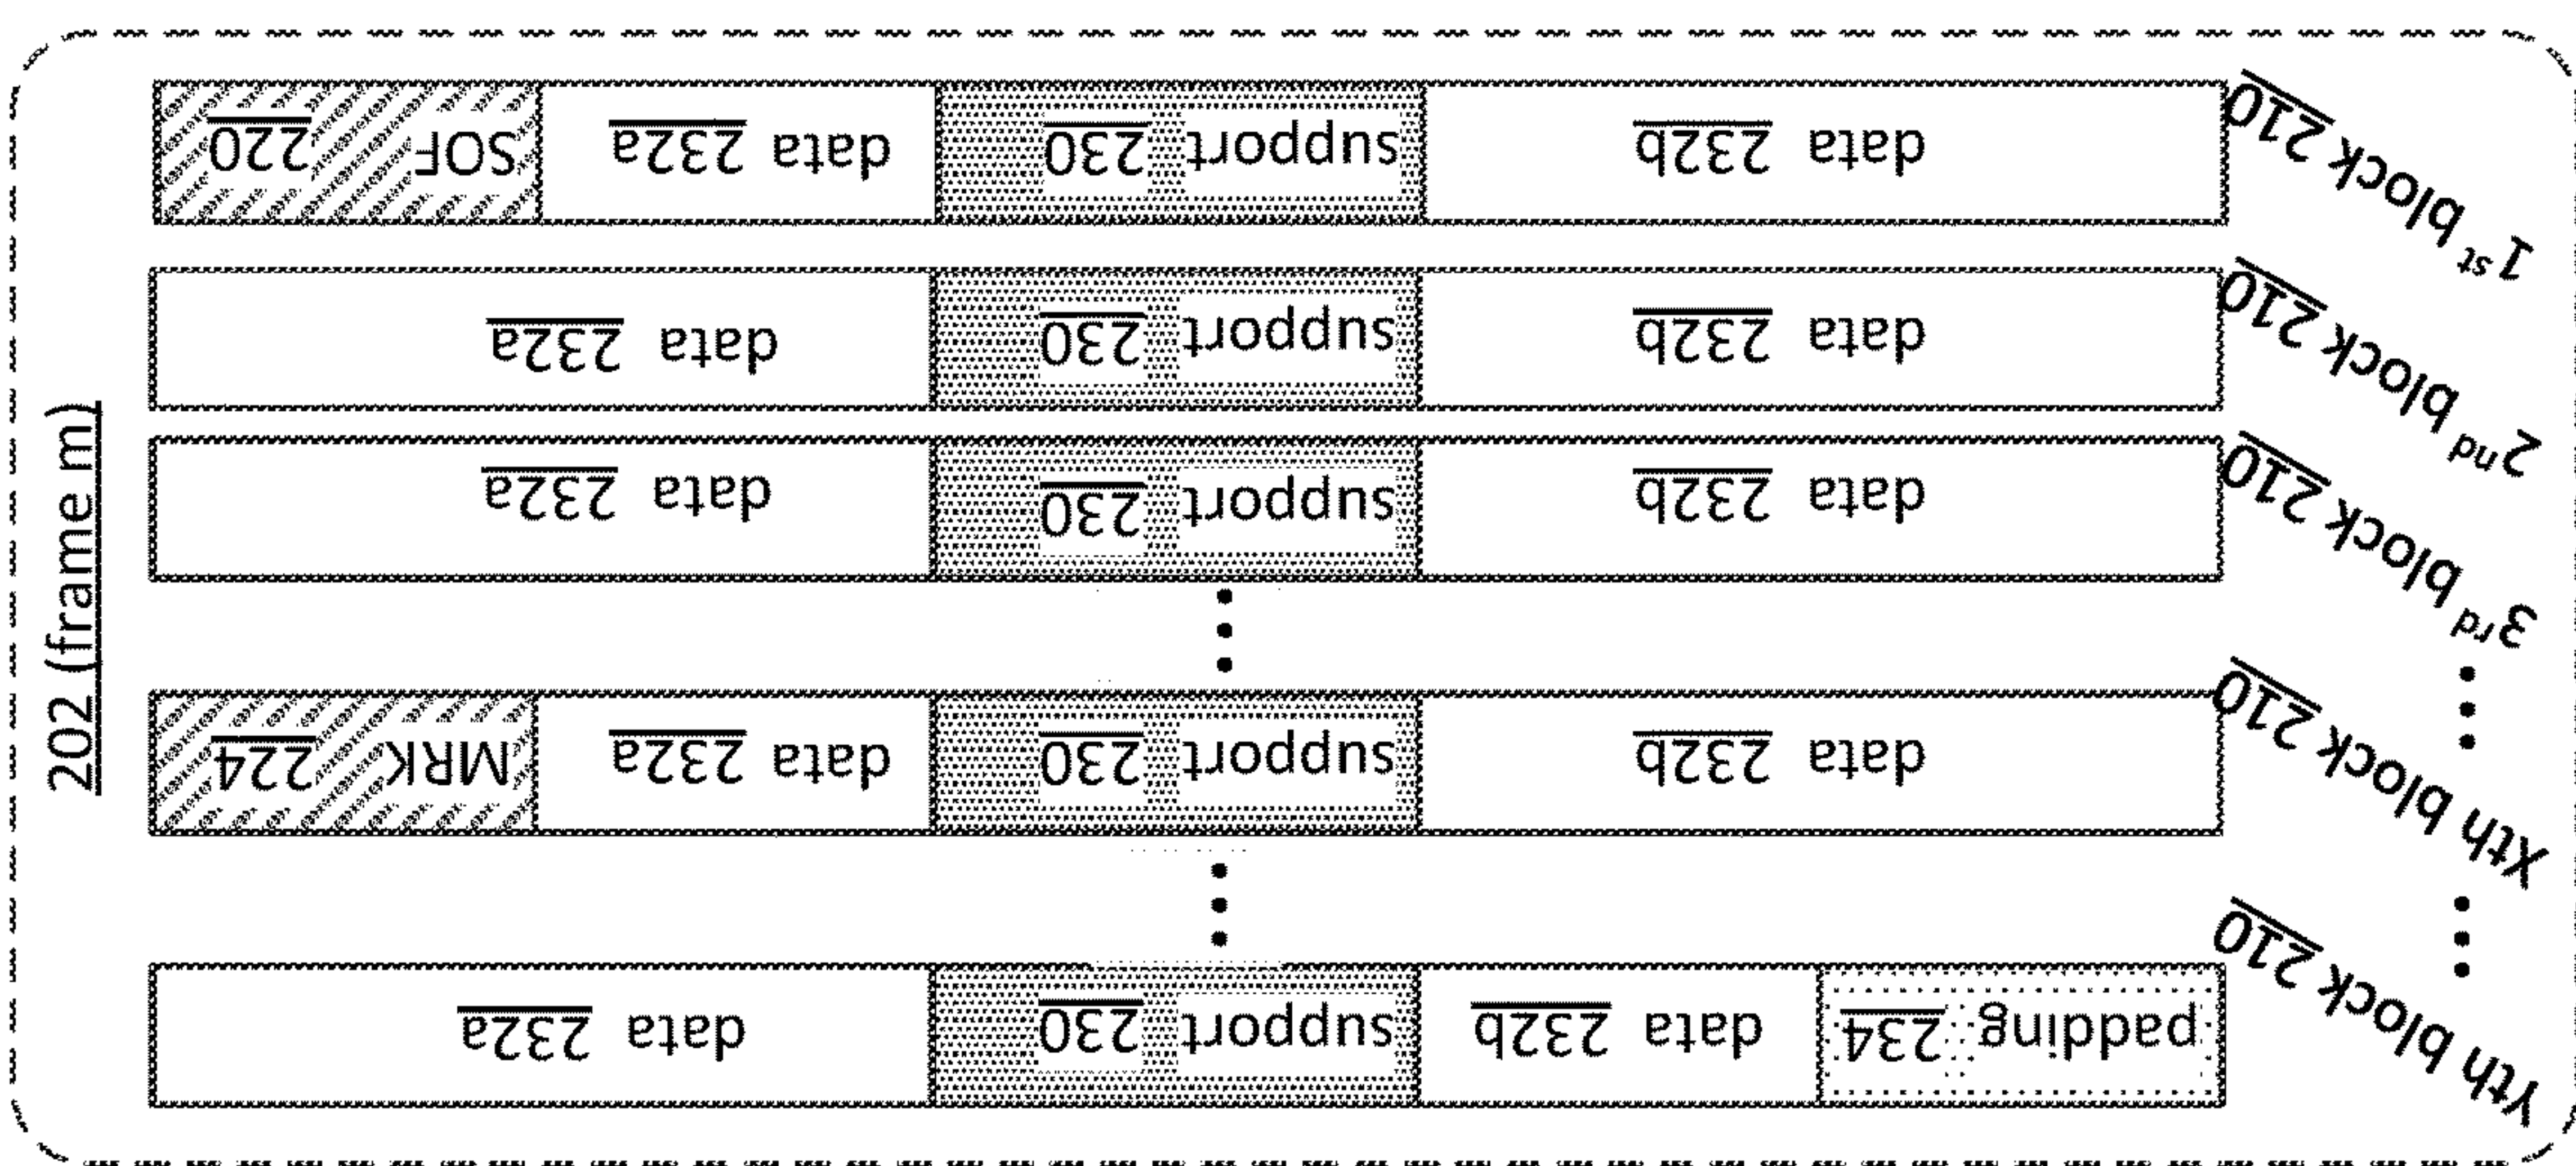 Yth block 210
padding 234 data 232b support 230 data 232a
Xth block 210
data 232b support 230 data 232a MRK 224
3rd block 210
data 232b support 230 data 232a
2nd block 210
data 232b support 230 data 232a
1st block 210
data 232b support 230 data 232a SOF 220
202 (frame m)